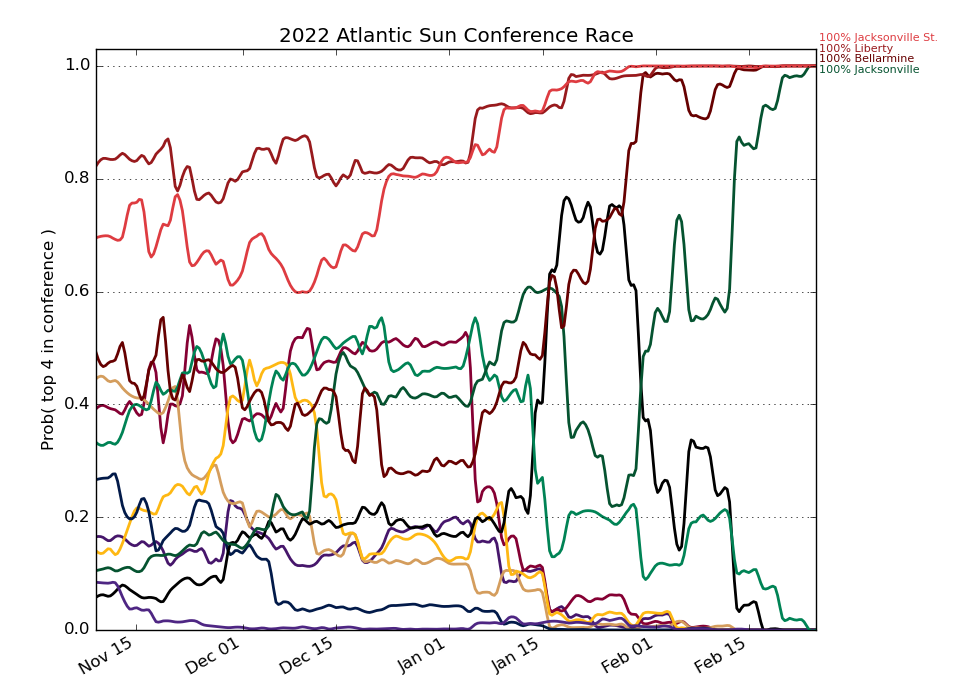 2022 Atlantic Sun Conference Race
100% Jacksonville St.
100% Liberty
100% Bellarmine
100% Jacksonville
1.0
0.8
0.6
0.4
0.2
0.0
Prob( top 4 in conference )
Nov 15
Dec 01
Dec 15
Jan 01
Jan 15
Feb 01
Feb 15